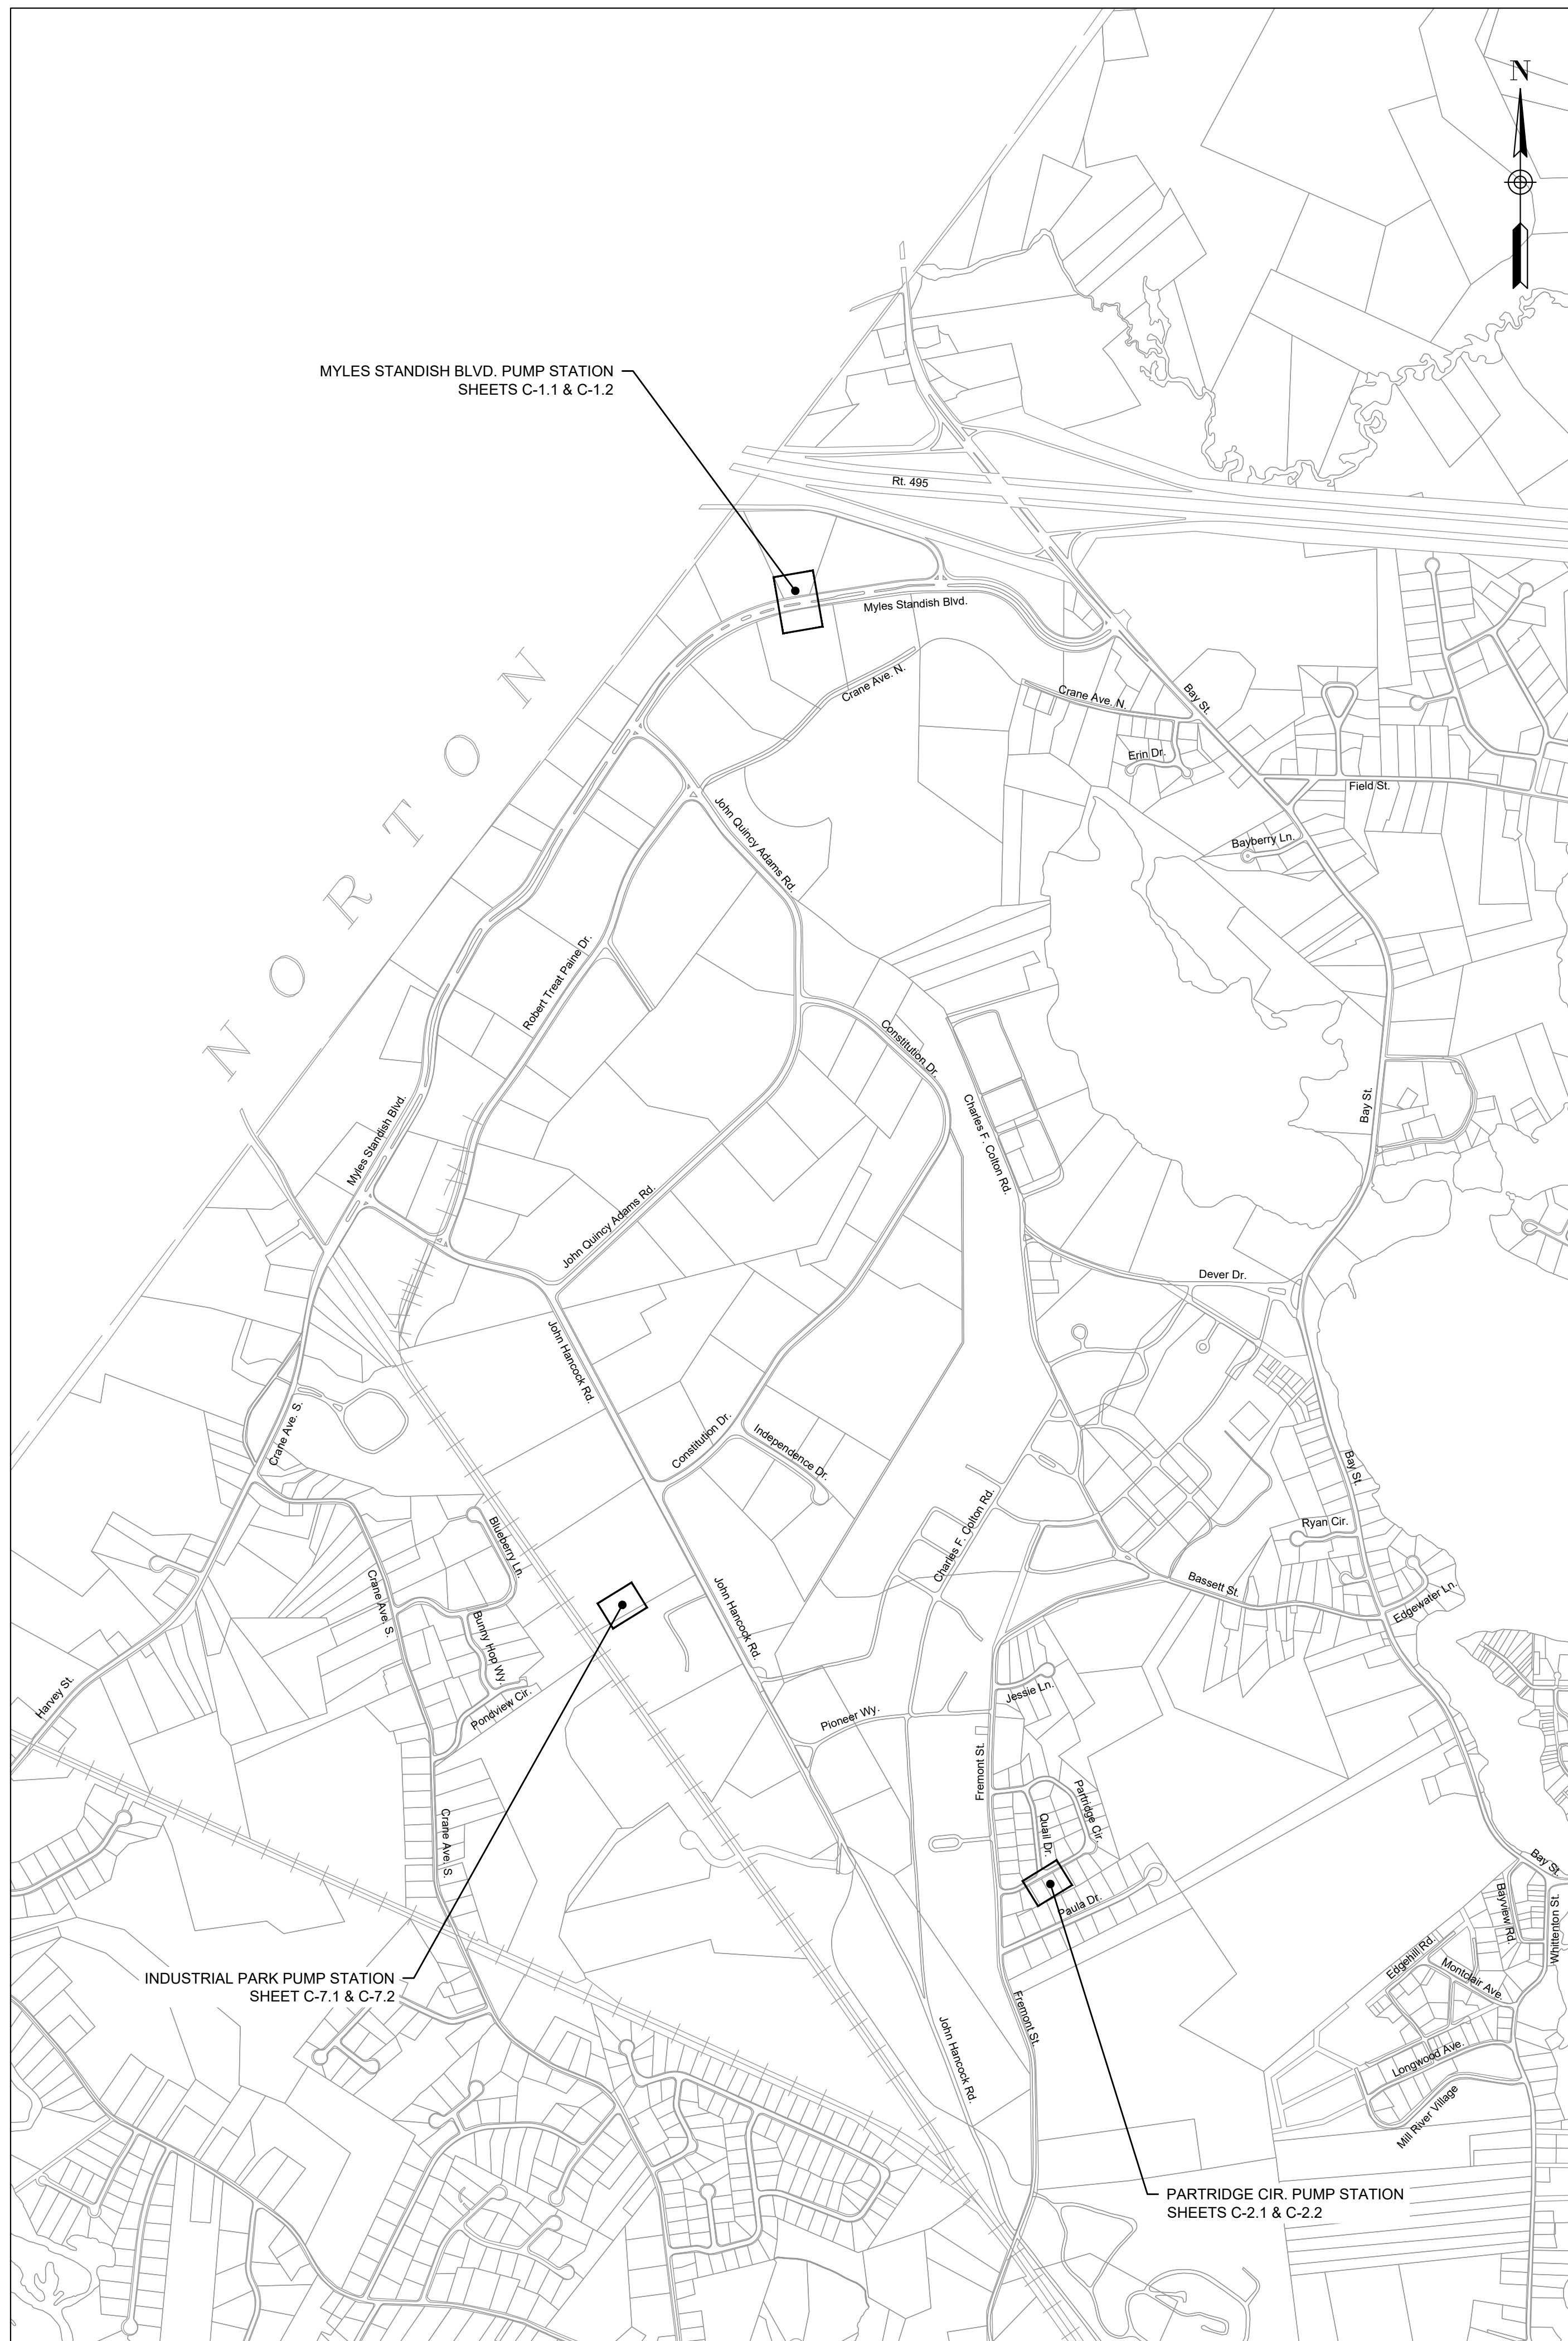 N
MYLES STANDISH BLVD. PUMP STATION
SHEETS C-1.1 & C-1.2
Rt. 495
Myles Standish Blvd.
Crane Ave. N.
Crane Ave. N.
Bay St.
Erin Dr.
Field St.
NORTON
John Quincy Adams Rd.
Bayberry Ln.
Robert Treat Paine Dr.
Constitution Dr.
Charles F. Colton Rd.
Bay St.
Myles Standish Blvd.
John Quincy Adams Rd.
Dever Dr.
John Hancock Rd.
Crane Ave. S.
Constitution Dr.
Independence Dr.
Bay St.
Blueberry Ln.
Charles F. Colton Rd.
Ryan Cir.
Crane Ave. S.
Bassett St.
Edgewater Ln.
John Hancock Rd.
Bunny Hop Wy.
Harvey St.
Pondview Cir.
Jessie Ln.
Pioneer Wy.
Fremont St.
Partridge Cir.
Quail Dr.
Crane Ave. S.
Paula Dr.
Bay St.
Bayview Rd.
Whittenton St.
Edgehill Rd.
Montclair Ave.
INDUSTRIAL PARK PUMP STATION
SHEET C-7.1 & C-7.2
Fremont St.
John Hancock Rd.
Longwood Ave.
Mill River Village
PARTRIDGE CIR. PUMP STATION
SHEETS C-2.1 & C-2.2